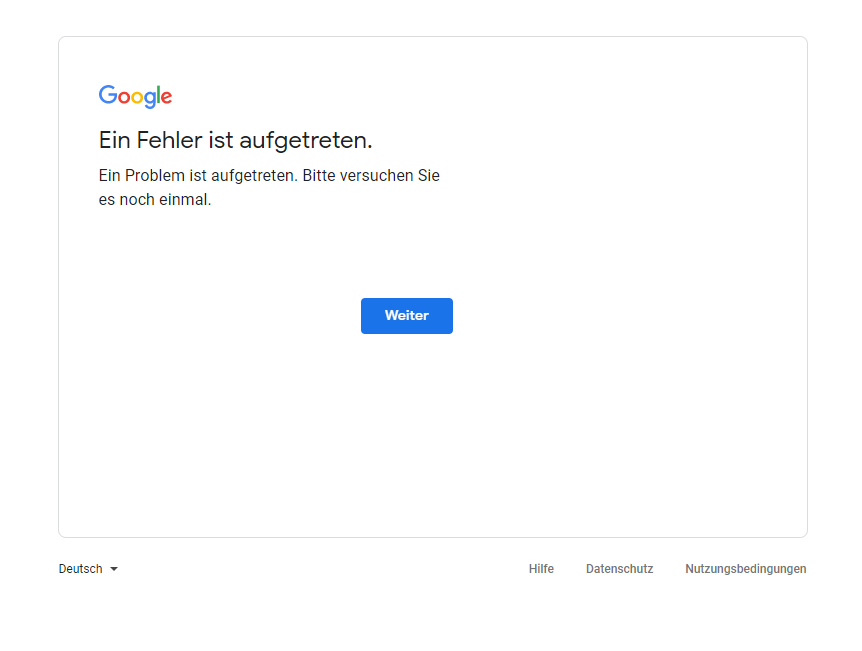 Google
Ein Fehler ist aufgetreten.
Ein Problem ist aufgetreten. Bitte versuchen Sie
es noch einmal.
Weiter
Deutsch
Hilfe
Datenschutz
Nutzungsbedingungen